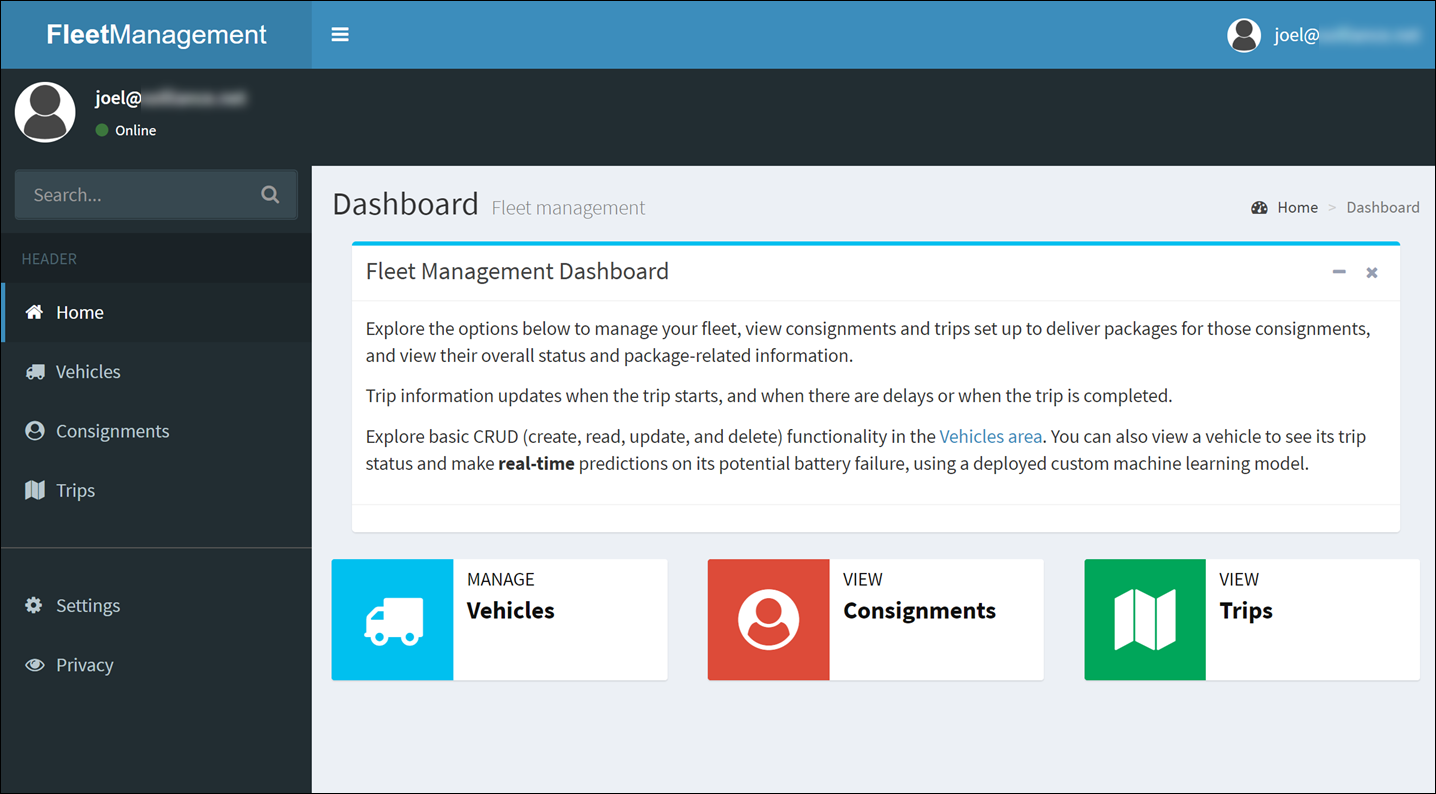 FleetManagement
joel@
joel@
Online
Search...
HEADER
Home
Vehicles
Consignments
Trips
Settings
Privacy
Dashboard Fleet management
Home > Dashboard
Fleet Management Dashboard
Explore the options below to manage your fleet, view consignments and trips set up to deliver packages for those consignments,
and view their overall status and package-related information.
Trip information updates when the trip starts, and when there are delays or when the trip is completed.
Explore basic CRUD (create, read, update, and delete) functionality in the Vehicles area. You can also view a vehicle to see its trip
status and make real-time predictions on its potential battery failure, using a deployed custom machine learning model.
MANAGE
Vehicles
VIEW
Consignments
VIEW
Trips